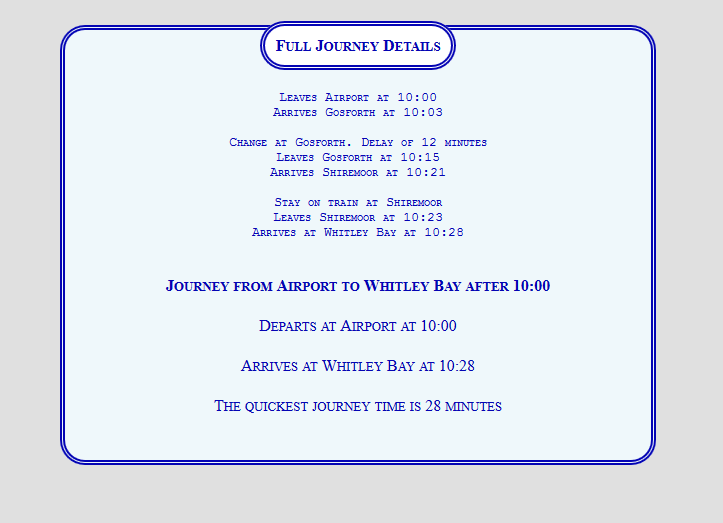 Full Journey Details
Leaves Airport at 10:00
Arrives Gosforth at 10:03
Change at Gosforth. Delay of 12 minutes
Leaves Gosforth at 10:15
Arrives Shiremoor at 10:21
Stay on train at Shiremoor
Leaves Shiremoor at 10:23
Arrives at Whitley Bay at 10:28
Journey from Airport to Whitley Bay after 10:00
Departs at Airport at 10:00
Arrives at Whitley Bay at 10:28
The quickest journey time is 28 minutes